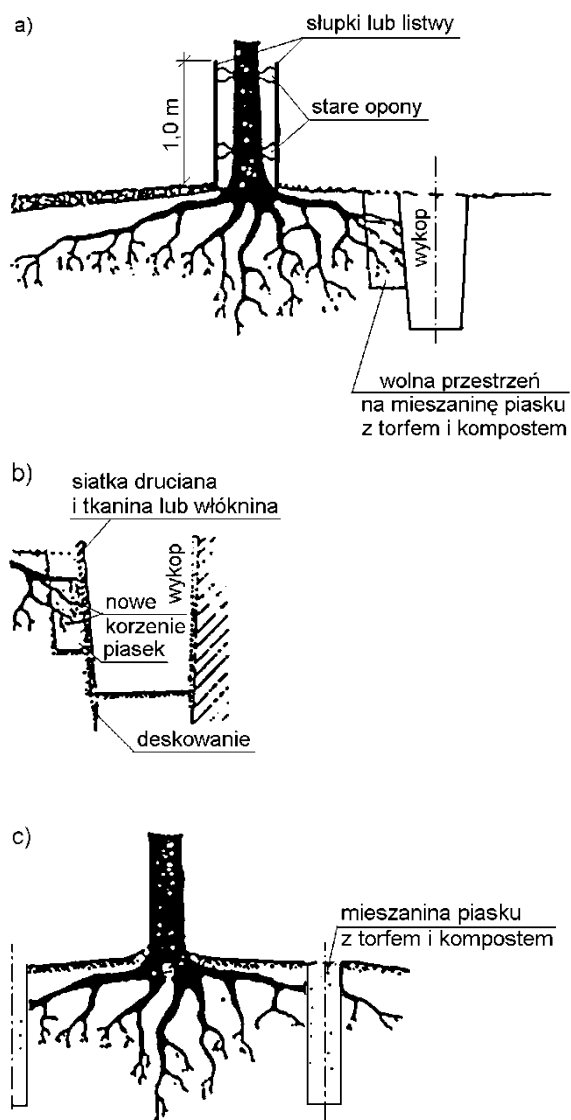 a)
słupki lub listwy
stare opony
1,0 m
wykop
wolna przestrzeń
na mieszaninę piasku
z torfem i kompostem
b)
siatka druciana
i tkanina lub włóknina
wykop
nowe
korzenie
piasek
deskowanie
c)
mieszanina piasku
z torfem i kompostem